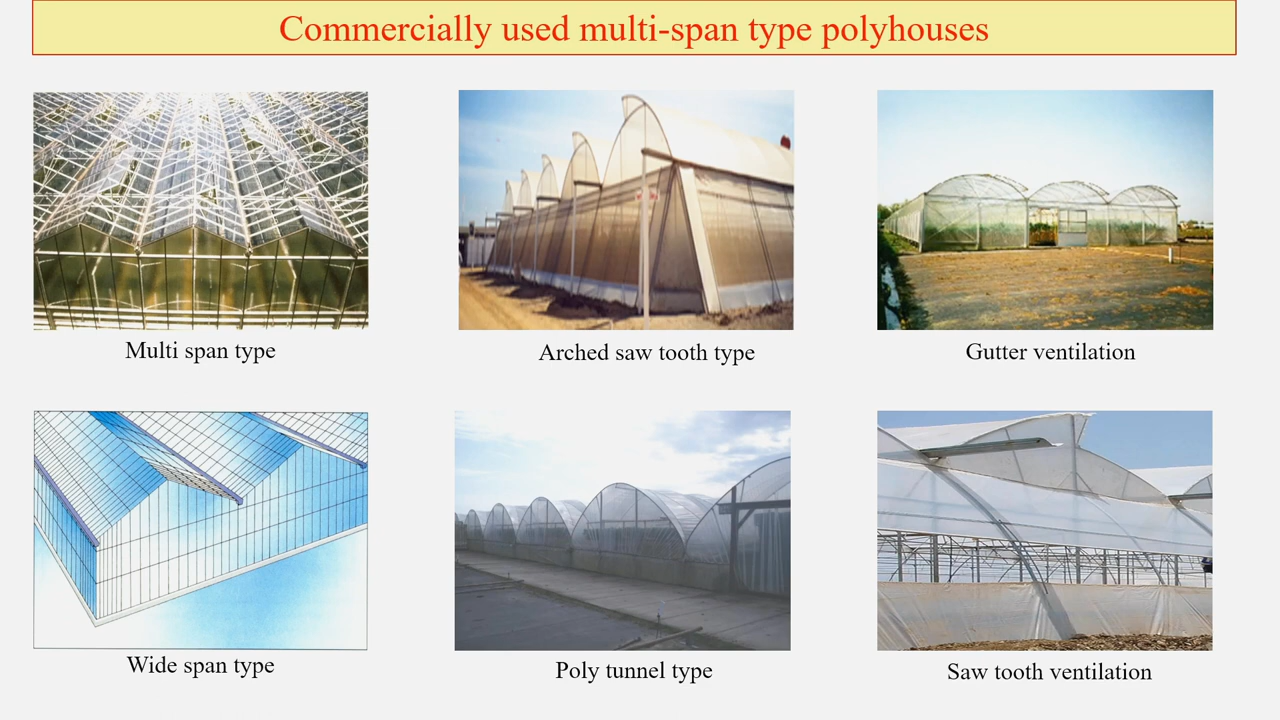 Commercially used multi-span type polyhouses
Multi span type
Arched saw tooth type
Gutter ventilation
Wide span type
Poly tunnel type
Saw tooth ventilation